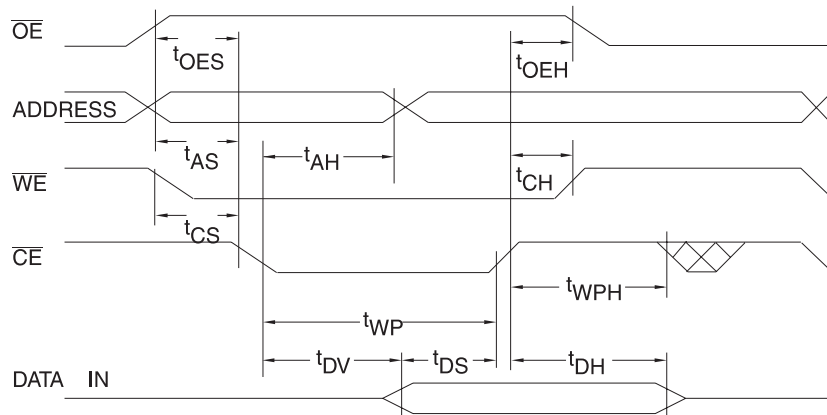 OE
tOES
tOEH
ADDRESS
tAS
tAH
WE
tCH
tCS
CE
tWPH
tWP
tDV
tDS
tDH
DATA IN